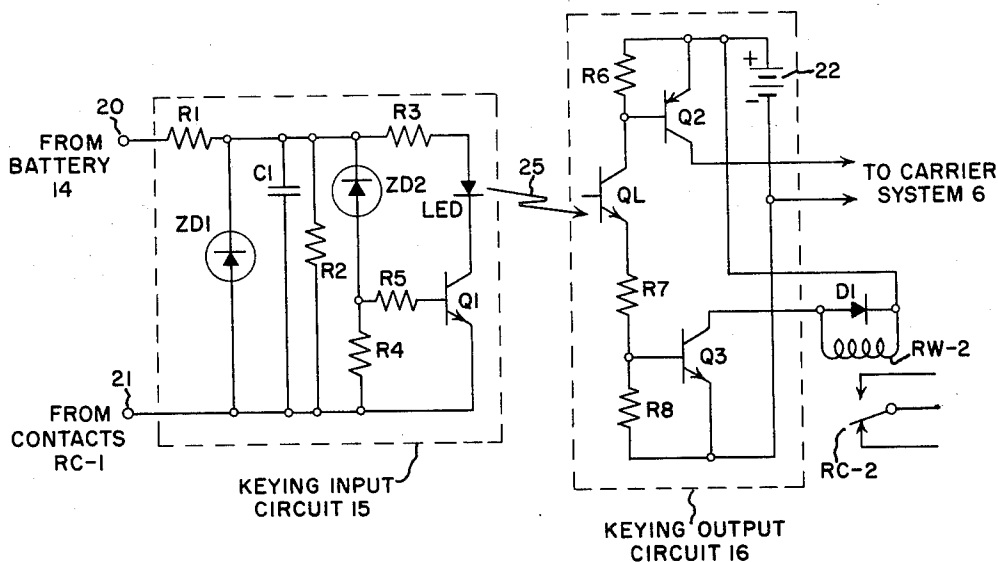 20
FROM
BATTERY
14
R1
ZD1
C1
R2
ZD2
R3
LED
R5
R4
Q1
21
FROM
CONTACTS
RC-1
KEYING INPUT
CIRCUIT 15
25
R6
Q2
+
-
22
QL
TO CARRIER
SYSTEM 6
R7
Q3
R8
D1
RW-2
RC-2
KEYING OUTPUT
CIRCUIT 16